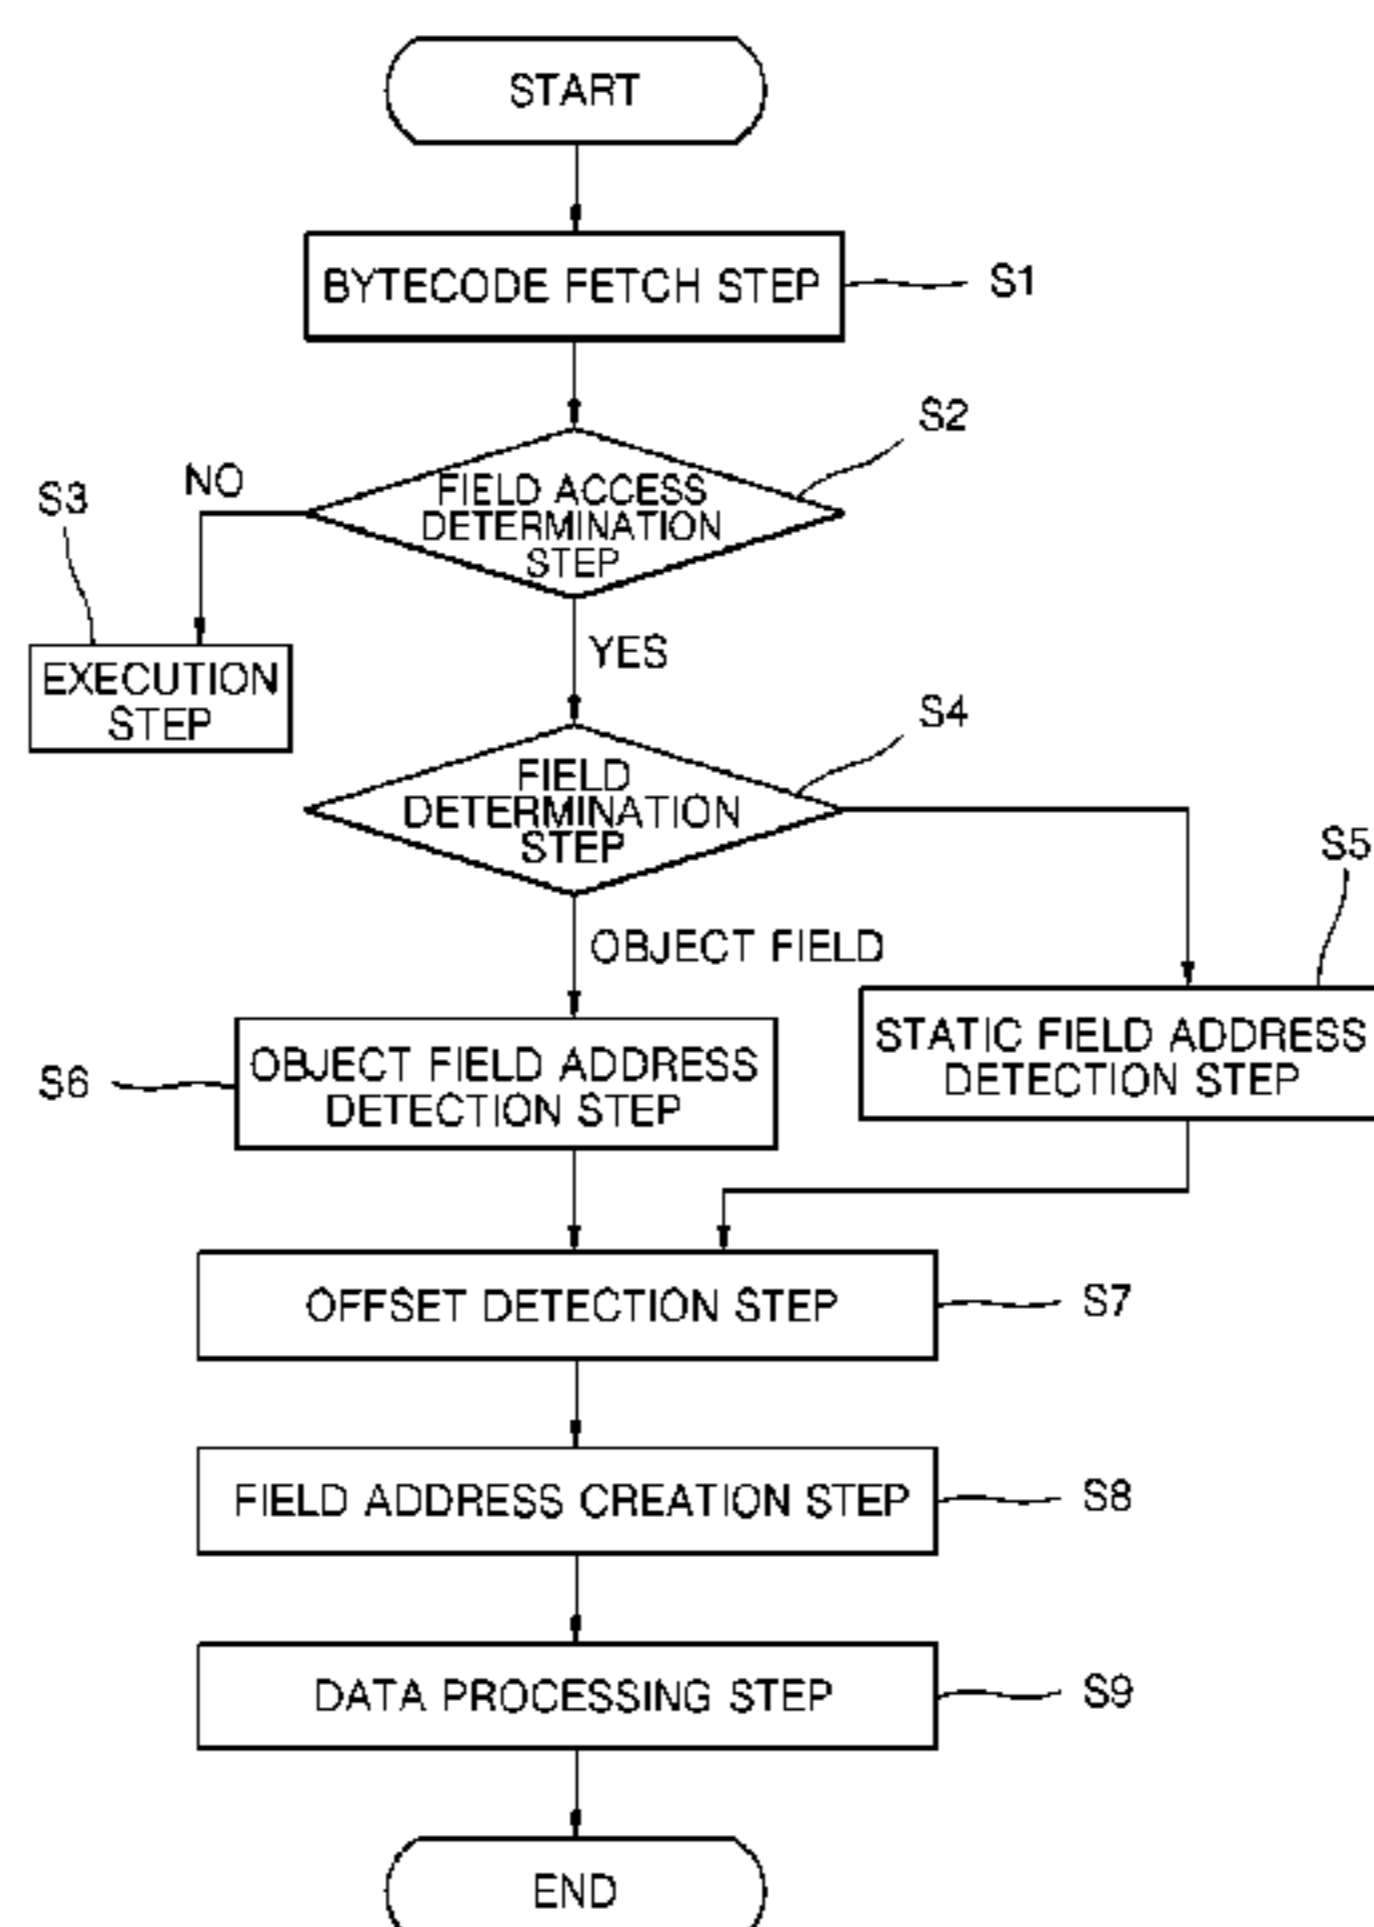 START
BYTECODE FETCH STEP
S1
S2
FIELD ACCESS
DETERMINATION
STEP
NO
S3
EXECUTION
STEP
YES
S4
FIELD
DETERMINATION
STEP
S5
OBJECT FIELD
STATIC FIELD ADDRESS
DETECTION STEP
S6
OBJECT FIELD ADDRESS
DETECTION STEP
OFFSET DETECTION STEP
S7
FIELD ADDRESS CREATION STEP
S8
DATA PROCESSING STEP
S9
END